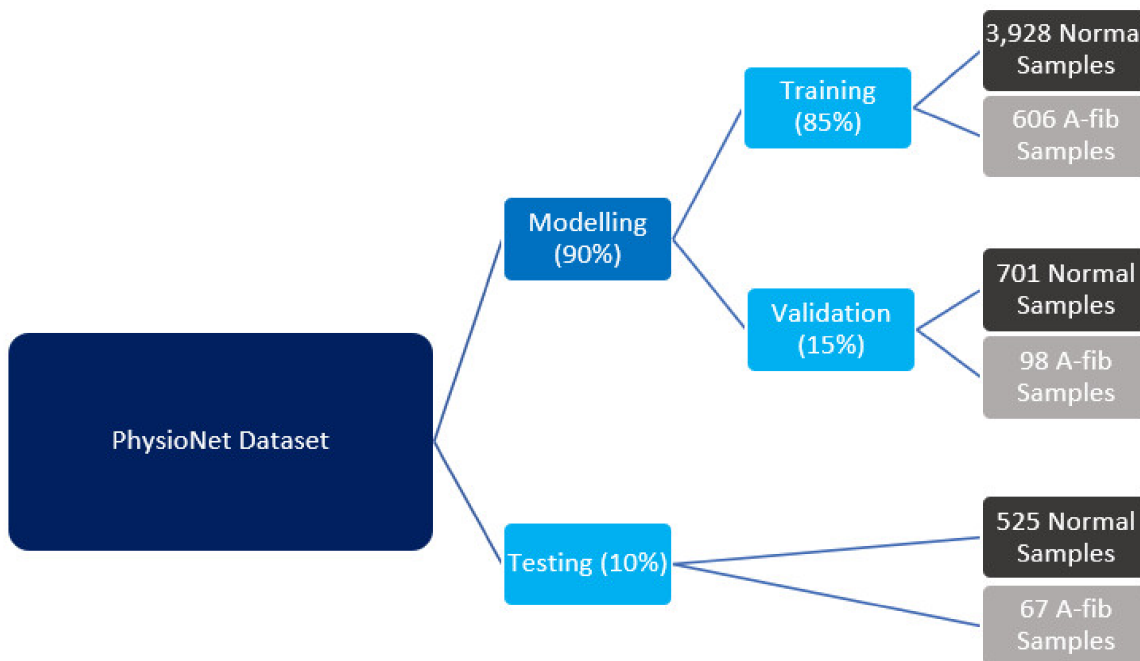 3,928 Norma
Samples
Training
(85%)
606 A-fib
Samples
Modelling
(90%)
701 Normal
Samples
Validation
(15%)
98 A-fib
Samples
PhysioNet Dataset
525 Normal
Samples
Testing (10%)
67 A-fib
Samples